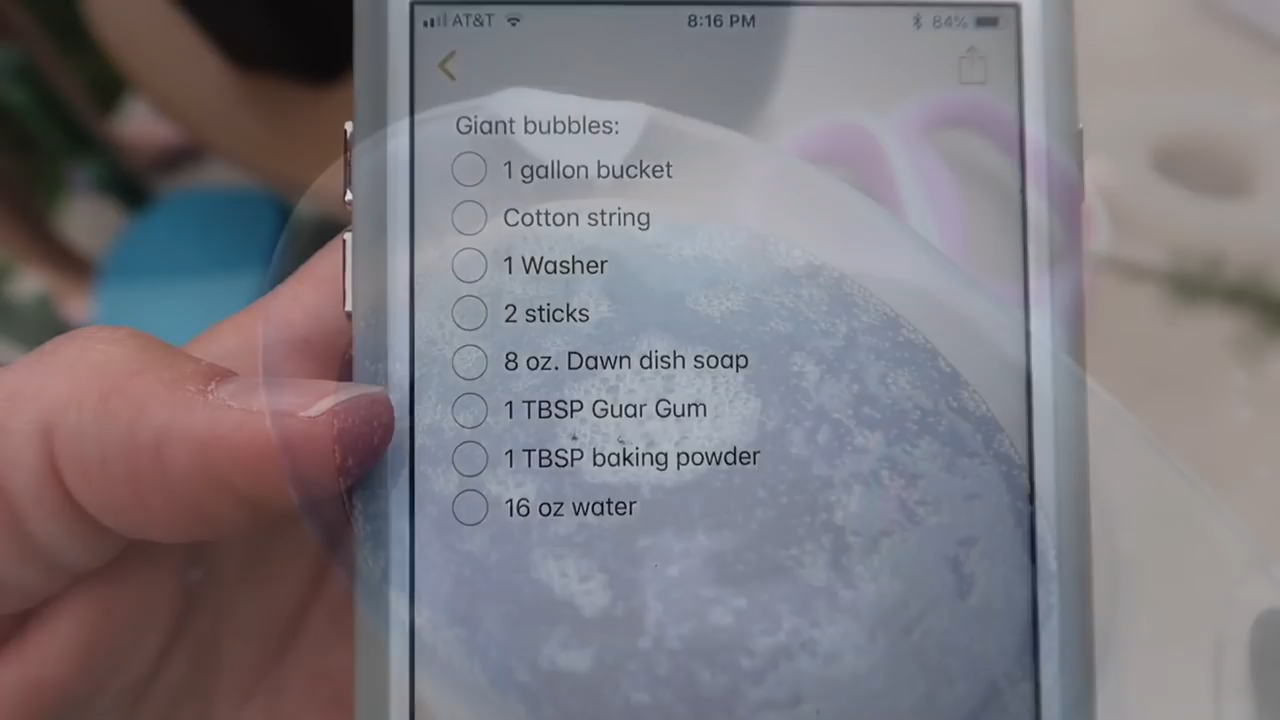 AT&T 8:16 PM 84%
Giant bubbles:
1 gallon bucket
Cotton string
1 Washer
2 sticks
8 oz. Dawn dish soap
1 TBSP Guar Gum
1 TBSP baking powder
16 oz water